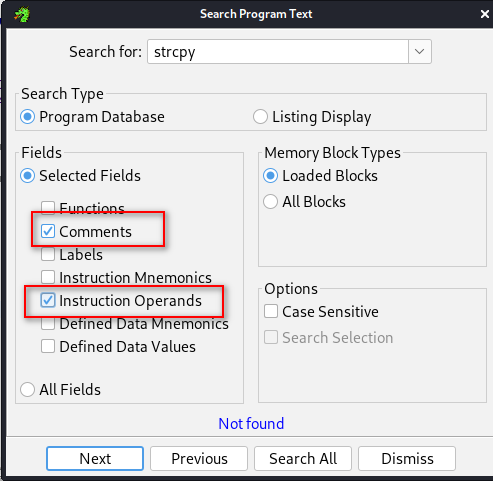 Search Program Text
Search for: strcpy
Search Type
Program Database Listing Display
Fields
Selected Fields
Functions
Comments
Labels
Instruction Mnemonics
Instruction Operands
Defined Data Mnemonics
Defined Data Values
All Fields
Memory Block Types
Loaded Blocks
All Blocks
Options
Case Sensitive
Search Selection
Not found
Next Previous Search All Dismiss